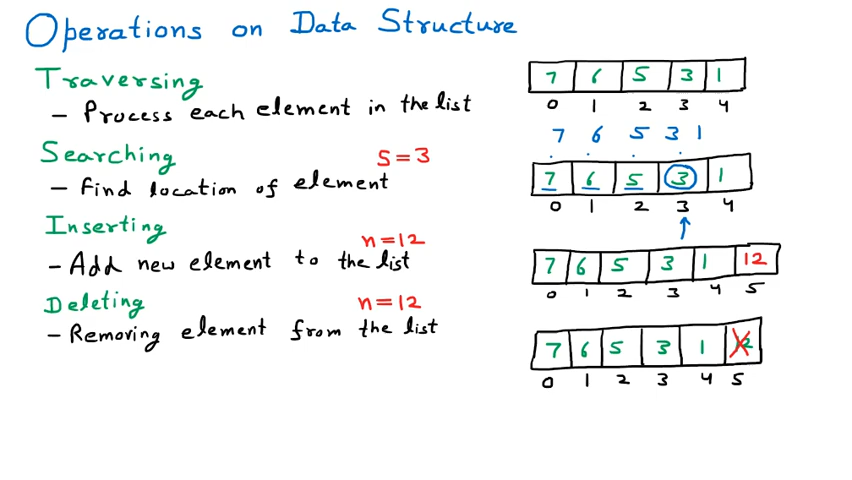 Operations on Data Structure
Traversing
- Process each element in the list
7 6 5 3 1
0 1 2 3 4
7 6 5 3 1
Searching S=3
- Find location of element
7 6 5 3 1
0 1 2 3 4
Inserting n=12
- Add new element to the list
7 6 5 3 1 12
0 1 2 3 4 5
Deleting n=12
- Removing element from the list
7 6 5 3 1 12
0 1 2 3 4 5